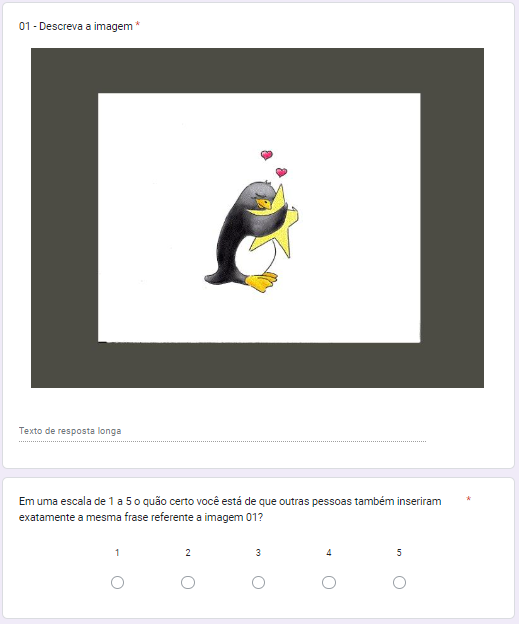 01 - Descreva a imagem *
Texto de resposta longa
Em uma escala de 1 a 5 o quão certo você está de que outras pessoas também inseriram *
exatamente a mesma frase referente a imagem 01?
1 2 3 4 5